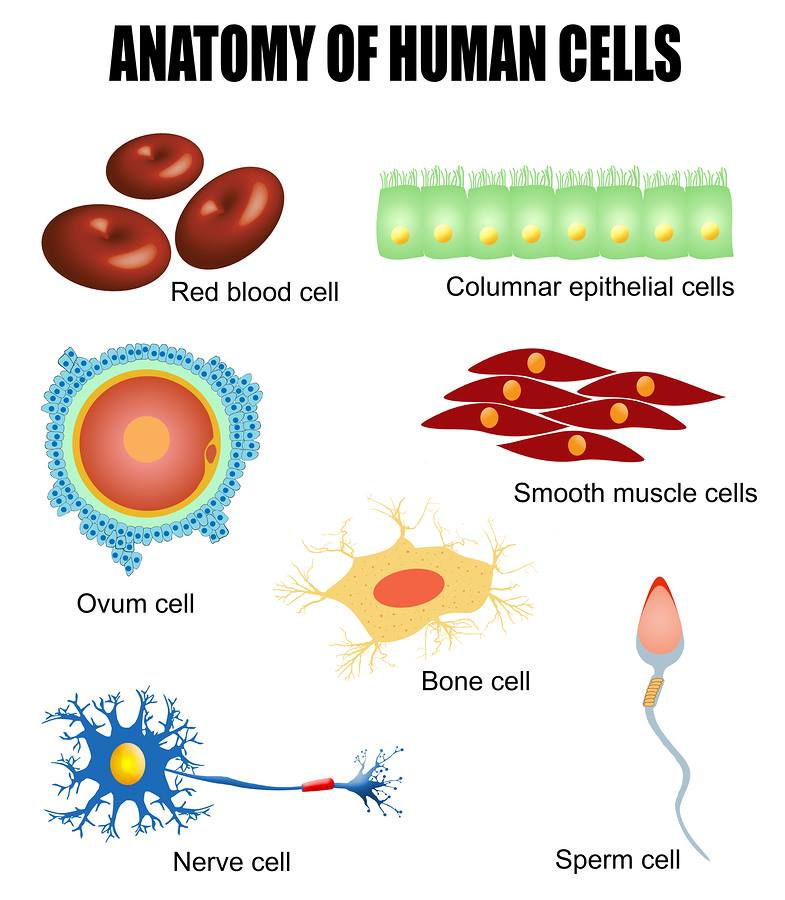 ANATOMY OF HUMAN CELLS
Red blood cell
Columnar epithelial cells
Smooth muscle cells
Ovum cell
Bone cell
Nerve cell
Sperm cell